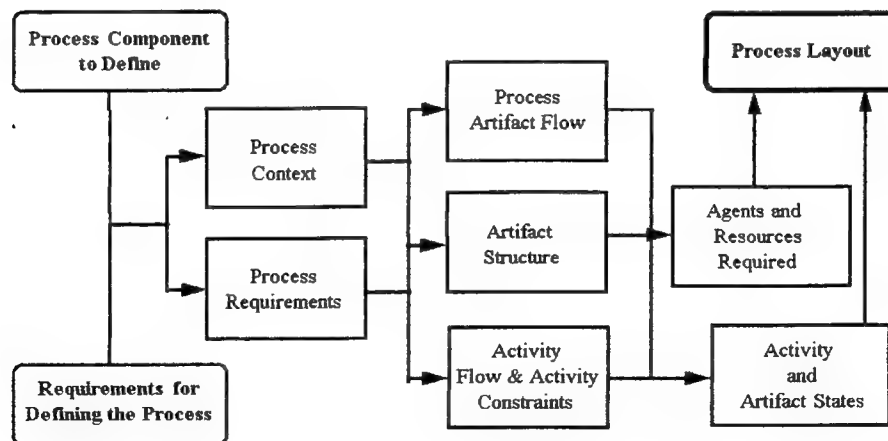 Process Component
to Define
Process Layout
Process
Artifact Flow
Process
Context
Agents and
Resources
Required
Artifact
Structure
Process
Requirements
Activity
Flow & Activity
Constraints
Activity
and
Artifact States
Requirements for
Defining the Process